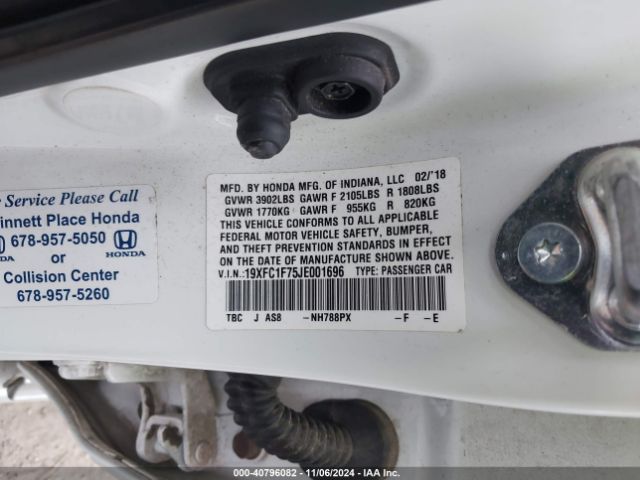 Service Please Call
innett Place Honda
678-957-5050
HONDA
or
Collision Center
678-957-5260
MFD. BY HONDA MFG. OF INDIANA, LLC 02/'18
GVWR 3902LBS GAWR F 2105LBS R 1808LBS
GVWR 1770KG GAWR F 955KG R 820KG
THIS VEHICLE CONFORMS TO ALL APPLICABLE
FEDERAL MOTOR VEHICLE SAFETY, BUMPER,
AND THEFT PREVENTION STANDARDS IN EFFECT
ON THE DATE OF MANUFACTURE SHOWN ABOVE.
V.I.N.:19XFC1F75JE001696 TYPE: PASSENGER CAR
TBC J AS8 -NH788PX -F -E
000-40796082 - 11/06/2024 - IAA Inc.